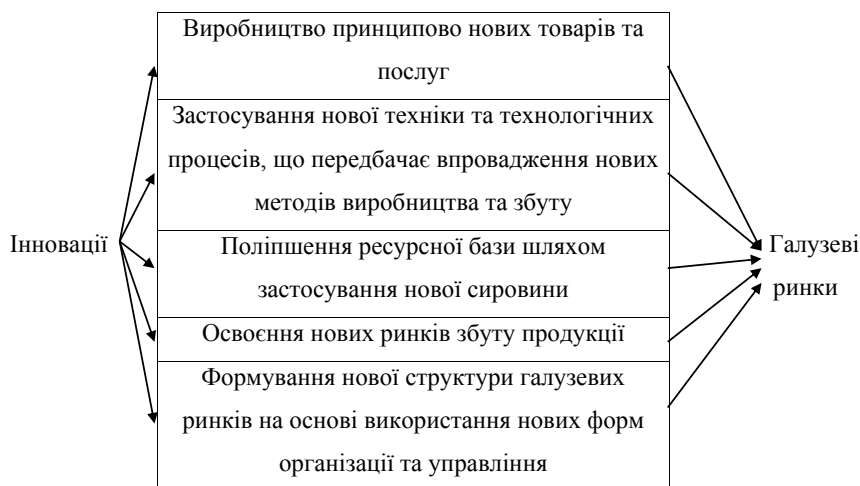 Виробництво принципово нових товарів та
послуг
Застосування нової техніки та технологічних
процесів, що передбачає впровадження нових
методів виробництва та збуту
Інновації
Поліпшення ресурсної бази шляхом
застосування нової сировини
Освоєння нових ринків збуту продукції
Формування нової структури галузевих
ринків на основі використання нових форм
організації та управління
Галузеві
ринки